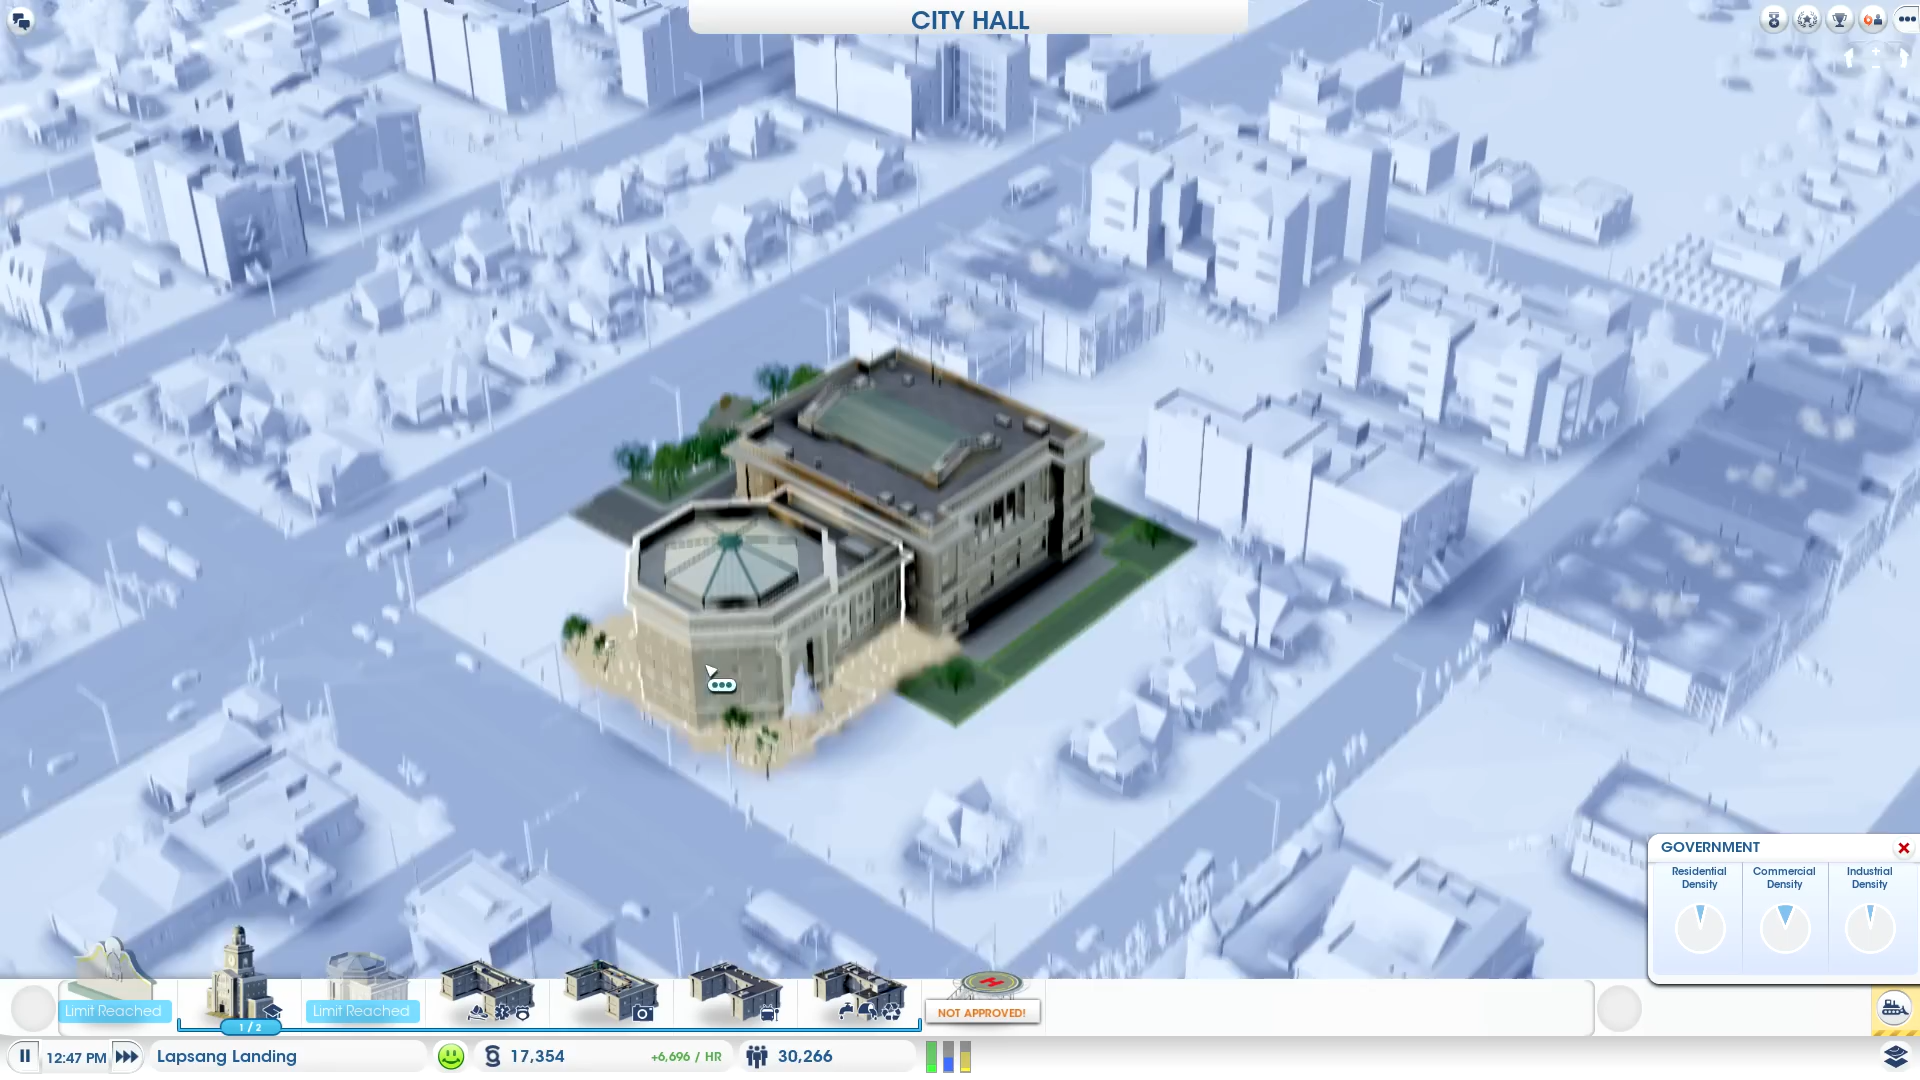 CITY HALL
GOVERNMENT
Residential Density
Commercial Density
Industrial Density
Limit Reached
1 / 2
Limit Reached
H
NOT APPROVED!
12:47 PM
Lapsang Landing
17,354
+6,696 / HR
30,266